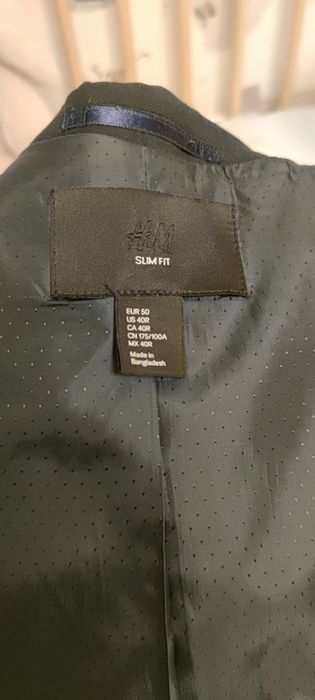 H&M
SLIM FIT
EUR 50
US 40R
CA 40R
CN 175/100A
MX 40R
Made in
Bangladesh